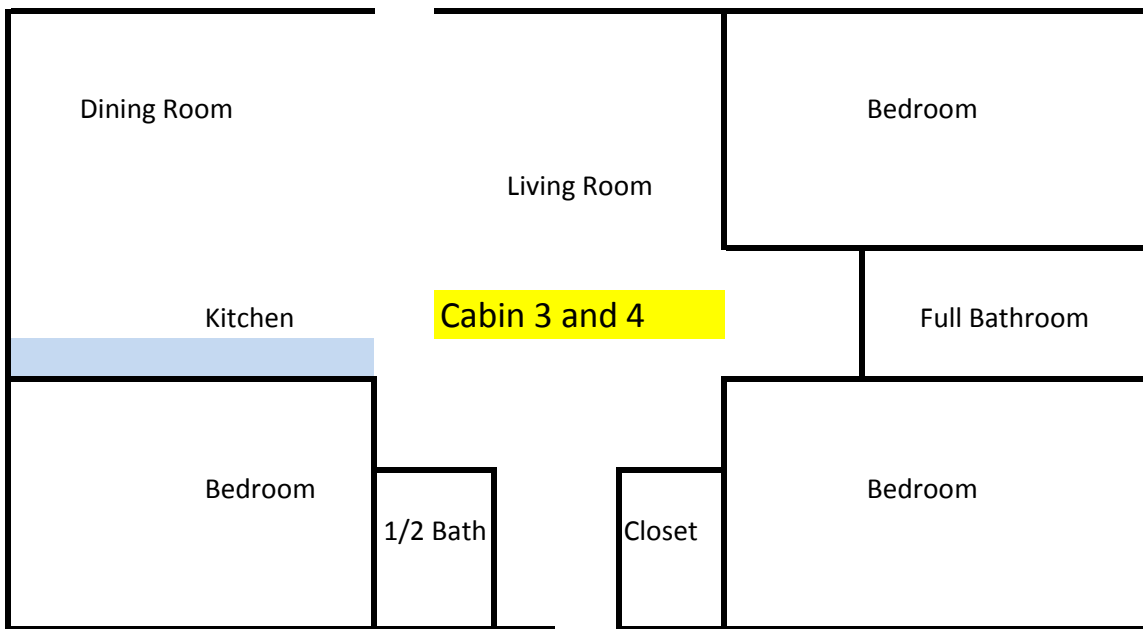 Dining Room
Bedroom
Living Room
Kitchen
Cabin 3 and 4
Full Bathroom
Bedroom
Bedroom
1/2 Bath
Closet